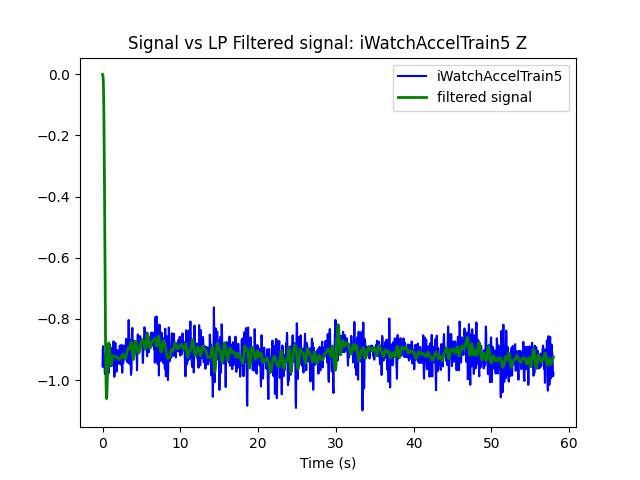 Signal vs LP Filtered signal: iWatchAccelTrain5 Z
iWatchAccelTrain5
filtered signal
0.0
−0.2
−0.4
−0.6
−0.8
−1.0
0 10 20 30 40 50 60
Time (s)